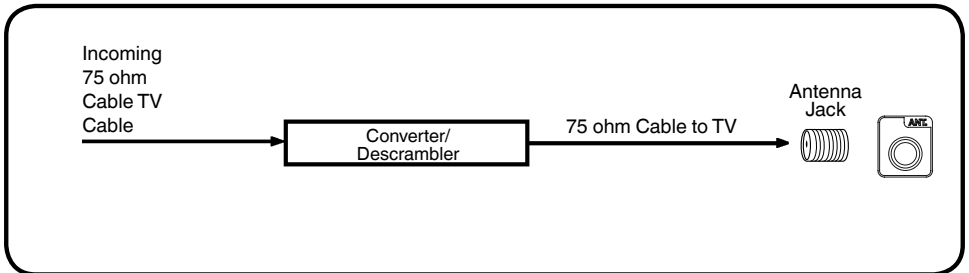 Incoming
75 ohm
Cable TV
Cable
Converter/
Descrambler
75 ohm Cable to TV
Antenna
Jack
ANT.